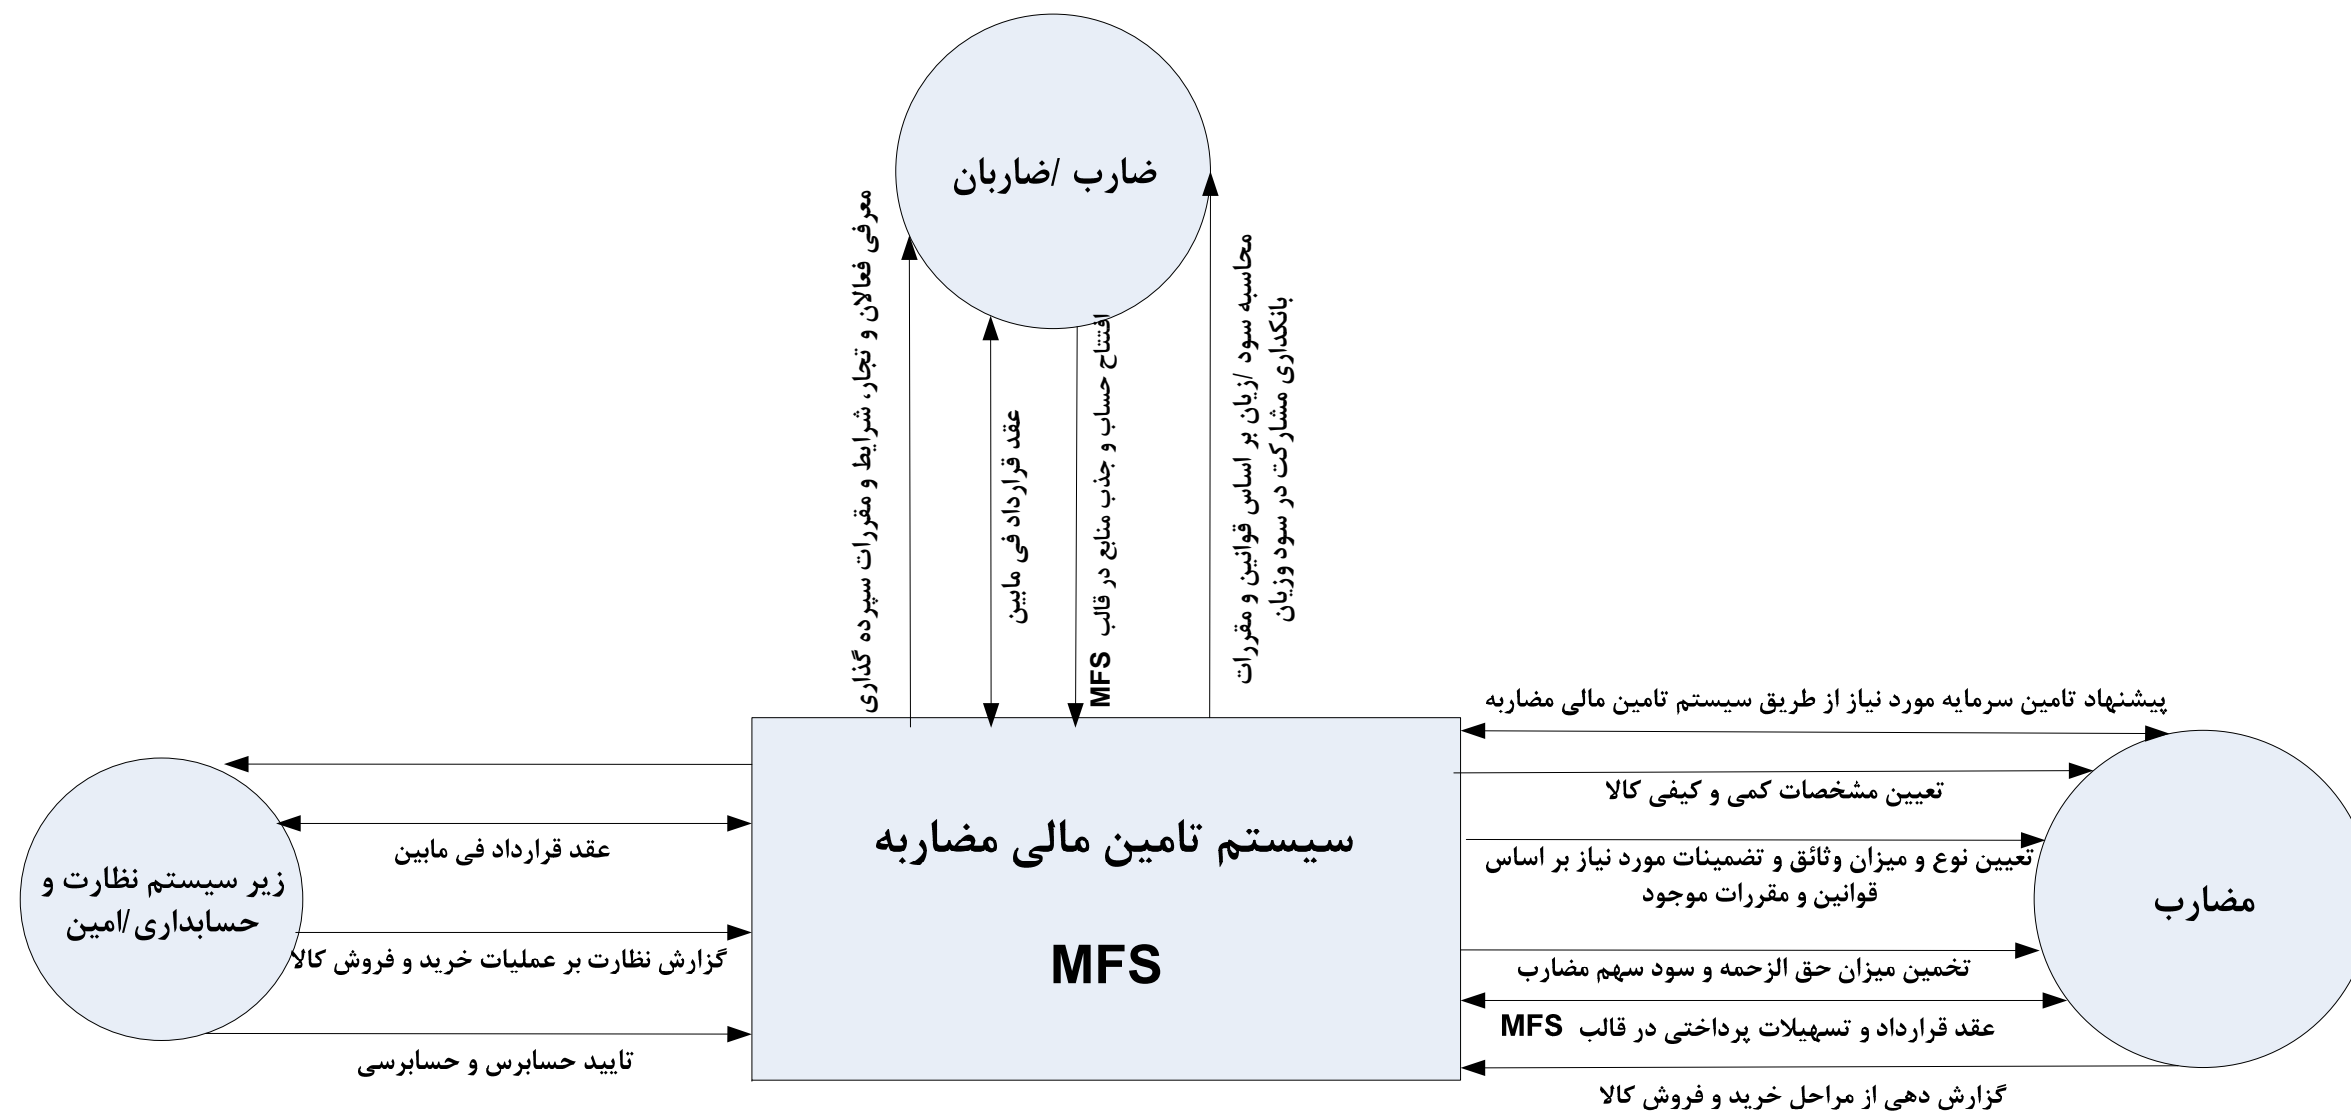 ضارب /ضاربان
معرفی فعالان و تجار، شرایط و مقررات سپرده گذاری
عقد قرارداد فی مابین
افتتاح حساب و جذب منابع در قالب MFS
محاسبه سود /زیان بر اساس قوانین و مقررات
بانکداری مشارکت در سود وزیان
پیشنهاد تامین سرمایه مورد نیاز از طریق سیستم تامین مالی مضاربه
تعیین مشخصات کمی و کیفی کالا
تعیین نوع و میزان وثائق و تضمینات مورد نیاز بر اساس
قوانین و مقررات موجود
تخمین میزان حق الزحمه و سود سهم مضارب
عقد قرارداد و تسهیلات پرداختی در قالب MFS
گزارش دهی از مراحل خرید و فروش کالا
مضارب
سیستم تامین مالی مضاربه
MFS
عقد قرارداد فی مابین
گزارش نظارت بر عملیات خرید و فروش کالا
تایید حسابرس و حسابرسی
زیر سیستم نظارت و
حسابداری/امین